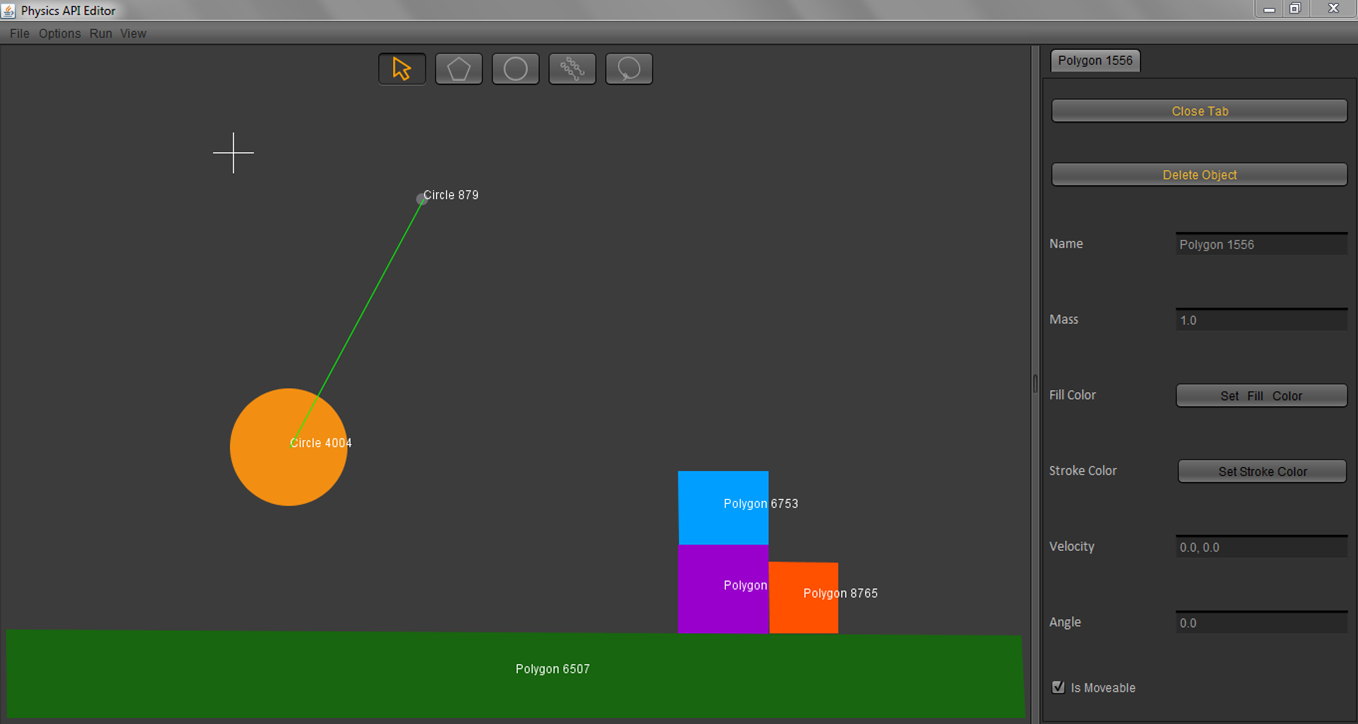 Physics API Editor
File Options Run View
Polygon 1556
Close Tab
Delete Object
Name Polygon 1556
Mass 1.0
Fill Color Set Fill Color
Stroke Color Set Stroke Color
Velocity 0.0, 0.0
Angle 0.0
Is Moveable
Circle 879
Circle 4004
Polygon 6753
Polygon
Polygon 8765
Polygon 6507